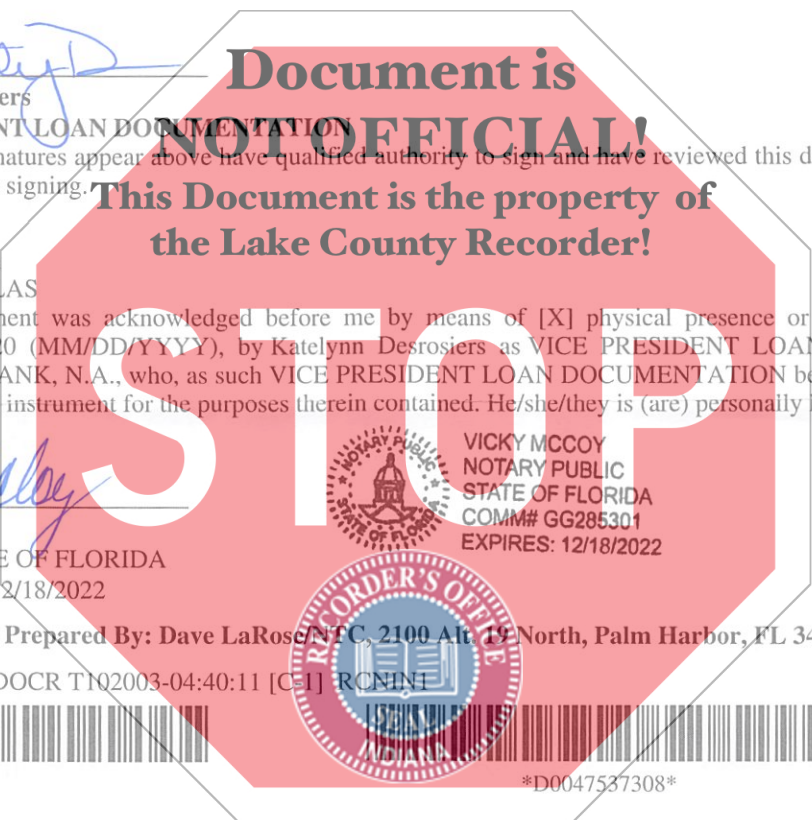 Document is
ers
NOT OFFICIAL!
NT LOAN DOCUMENTATION
natures appear above have qualified authority to sign and have reviewed this d
signing.
This Document is the property of
the Lake County Recorder!
LAS
ment was acknowledged before me by means of [X] physical presence or
0 (MM/DD/YYYY), by Katelynn Desrosiers as VICE PRESIDENT LOAN
ANK, N.A., who, as such VICE PRESIDENT LOAN DOCUMENTATION be
instrument for the purposes therein contained. He/she/they is (are) personally
STOP
NOTARY PUBLIC
STATE OF FLORIDA
VICKY MCCOY
NOTARY PUBLIC
STATE OF FLORIDA
COMM# GG285301
EXPIRES: 12/18/2022
E OF FLORIDA
2/18/2022
RECORDER'S OFFICE
SEAL
INDIANA
Prepared By: Dave LaRose/NTC, 2100 Alt. 19 North, Palm Harbor, FL 34
DOCR T102003-04:40:11 [C-1] RCNIN1
*D0047537308*